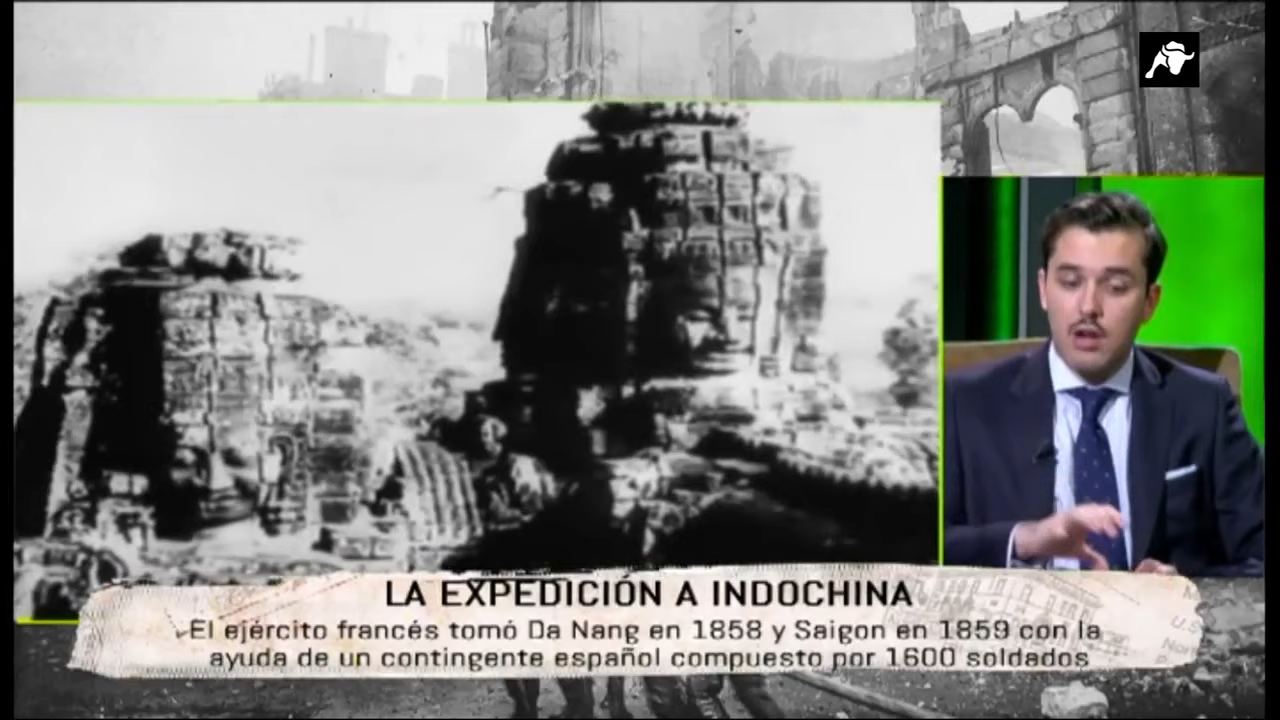 LA EXPEDICIÓN A INDOCHINA
El ejército francés tomó Da Nang en 1858 y Saigon en 1859 con la
ayuda de un contingente español compuesto por 1600 soldados